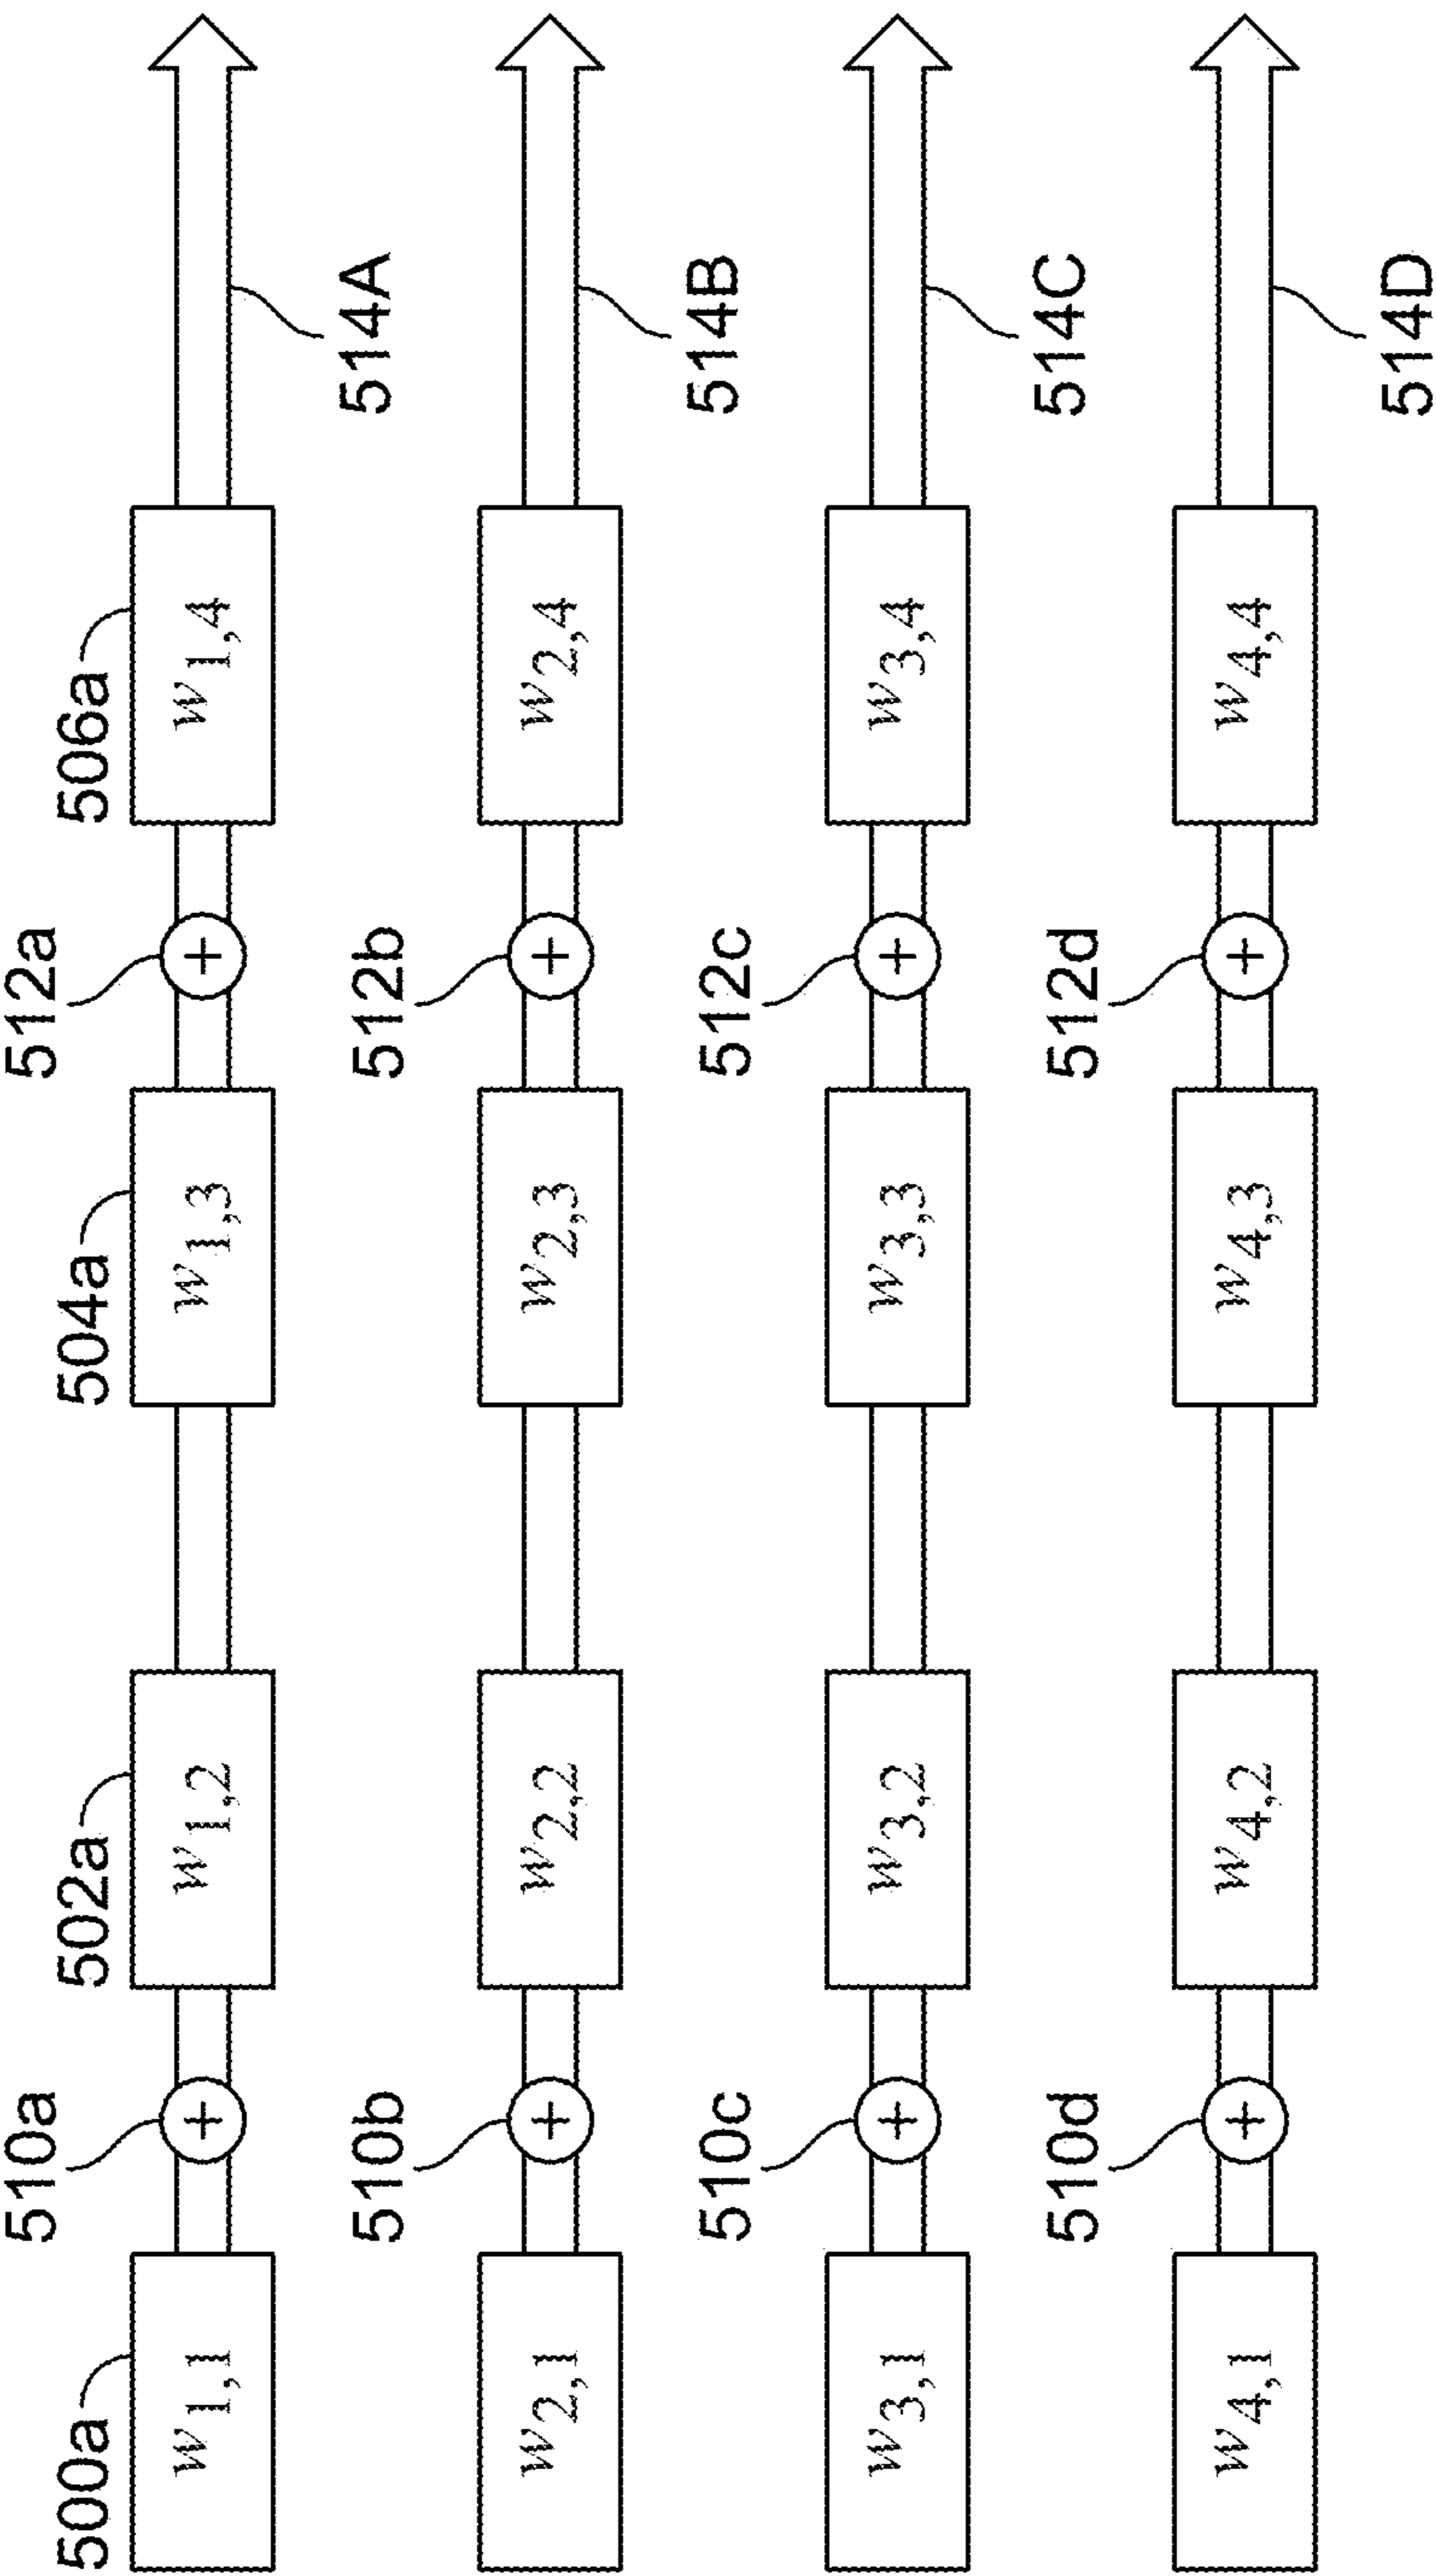 510a 512a
500a 502a 504a 506a
w1,1 + w1,2 w1,3 + w1,4
514A
510b 512b
w2,1 + w2,2 w2,3 + w2,4
514B
510c 512c
w3,1 + w3,2 w3,3 + w3,4
514C
510d 512d
w4,1 + w4,2 w4,3 + w4,4
514D